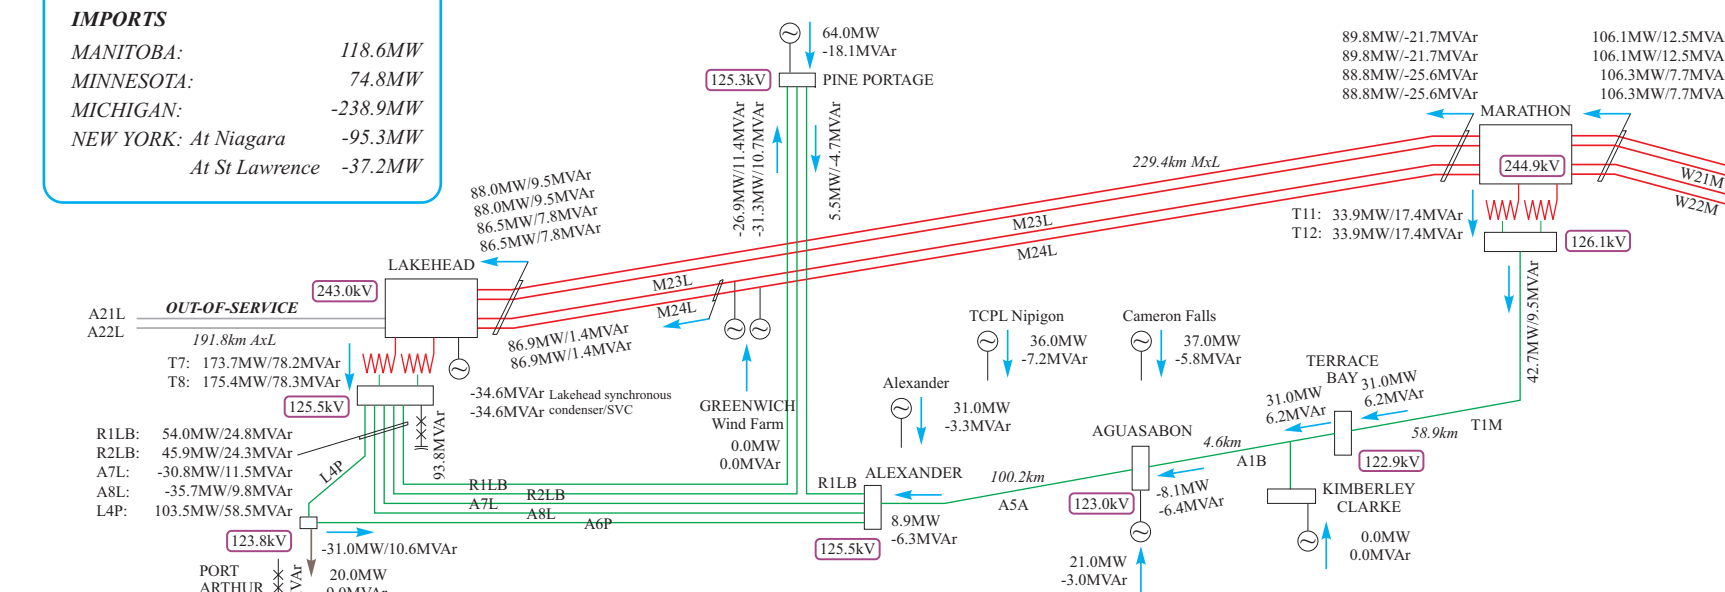 IMPORTS
MANITOBA: 118.6MW
MINNESOTA: 74.8MW
MICHIGAN: -238.9MW
NEW YORK: At Niagara -95.3MW
At St Lawrence -37.2MW
64.0MW
-18.1MVAr
125.3kV
PINE PORTAGE
-26.9MW/11.4MVAr
-31.3MW/10.7MVAr
5.5MW/-4.7MVAr
89.8MW/-21.7MVAr
89.8MW/-21.7MVAr
88.8MW/-25.6MVAr
88.8MW/-25.6MVAr
106.1MW/12.5MVA
106.1MW/12.5MVA
106.3MW/7.7MVA
106.3MW/7.7MVA
MARATHON
244.9kV
229.4km MxL
W21M
W22M
M23L
M24L
T11: 33.9MW/17.4MVAr
T12: 33.9MW/17.4MVAr
126.1kV
42.7MW/9.5MVAr
88.0MW/9.5MVAr
88.0MW/9.5MVAr
86.5MW/7.8MVAr
86.5MW/7.8MVAr
LAKEHEAD
243.0kV
M23L
M24L
A21L
A22L
OUT-OF-SERVICE
191.8km AxL
86.9MW/1.4MVAr
86.9MW/1.4MVAr
T7: 173.7MW/78.2MVAr
T8: 175.4MW/78.3MVAr
125.5kV
-34.6MVAr Lakehead synchronous
-34.6MVAr condenser/SVC
93.8MVAr
GREENWICH
Wind Farm
0.0MW
0.0MVAr
TCPL Nipigon
36.0MW
-7.2MVAr
Cameron Falls
37.0MW
-5.8MVAr
Alexander
31.0MW
-3.3MVAr
TERRACE
BAY
31.0MW
6.2MVAr
31.0MW
6.2MVAr
58.9km
T1M
122.9kV
R1LB: 54.0MW/24.8MVAr
R2LB: 45.9MW/24.3MVAr
A7L: -30.8MW/11.5MVAr
A8L: -35.7MW/9.8MVAr
L4P: 103.5MW/58.5MVAr
L4P
R1LB
R2LB
A7L
A8L
A6P
R1LB
ALEXANDER
8.9MW
-6.3MVAr
125.5kV
100.2km
A5A
AGUASABON
4.6km
A1B
123.0kV
-8.1MW
-6.4MVAr
21.0MW
-3.0MVAr
KIMBERLEY
CLARKE
0.0MW
0.0MVAr
123.8kV
-31.0MW/10.6MVAr
PORT
ARTHUR
VAr
20.0MW
9.0MVAr